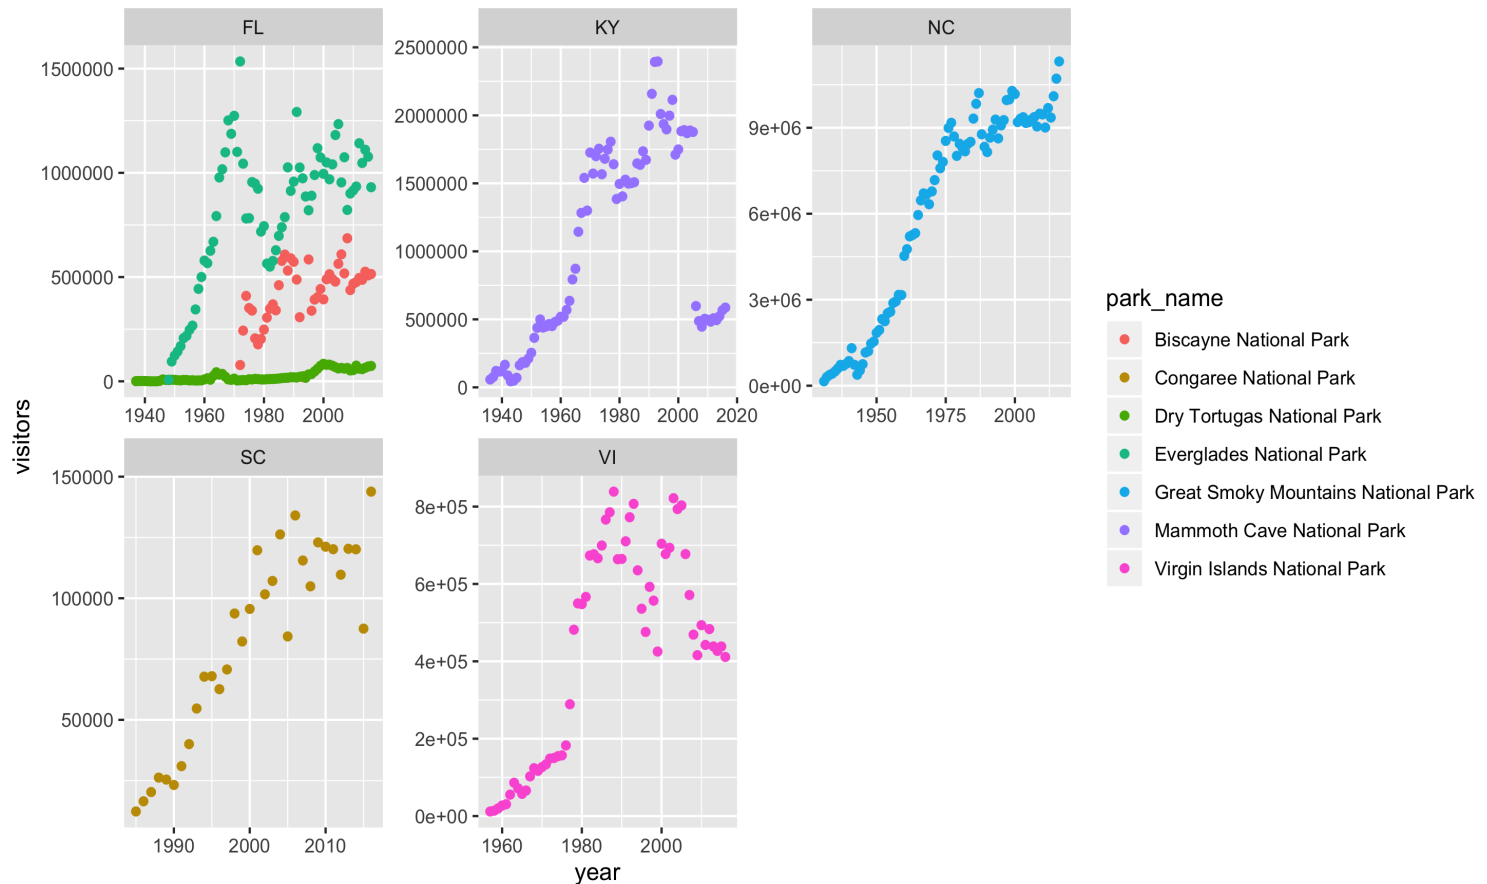 FL
KY
NC
1500000
1000000
500000
0
1940
1960
1980
2000
2500000
2000000
1500000
1000000
500000
0
1940
1960
1980
2000
2020
9e+06
6e+06
3e+06
0e+00
1950
1975
2000
SC
VI
150000
100000
50000
1990
2000
2010
8e+05
6e+05
4e+05
2e+05
0e+00
1960
1980
2000
visitors
year
park_name
Biscayne National Park
Congaree National Park
Dry Tortugas National Park
Everglades National Park
Great Smoky Mountains National Park
Mammoth Cave National Park
Virgin Islands National Park